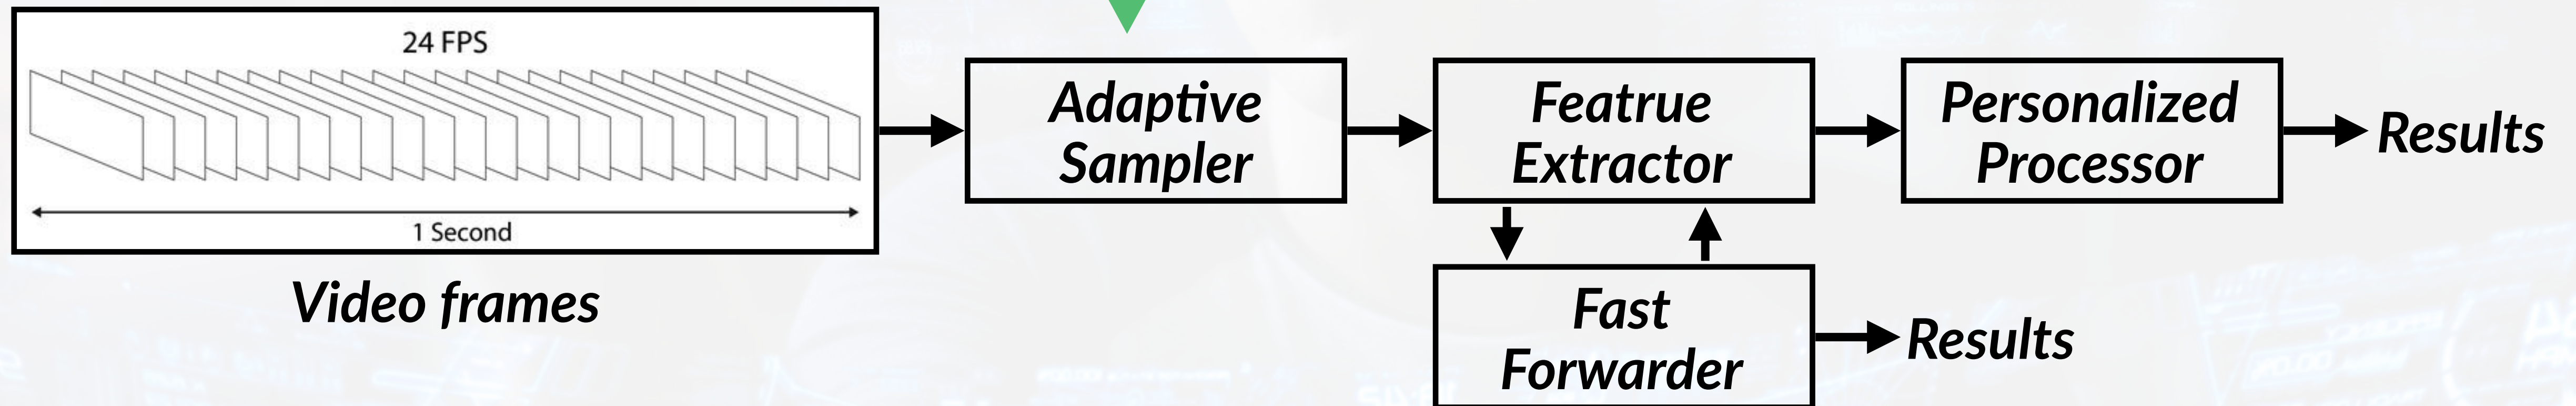 24 FPS
1 Second
Video frames
Adaptive
Sampler
Featrue
Extractor
Personalized
Processor
Results
Fast
Forwarder
Results